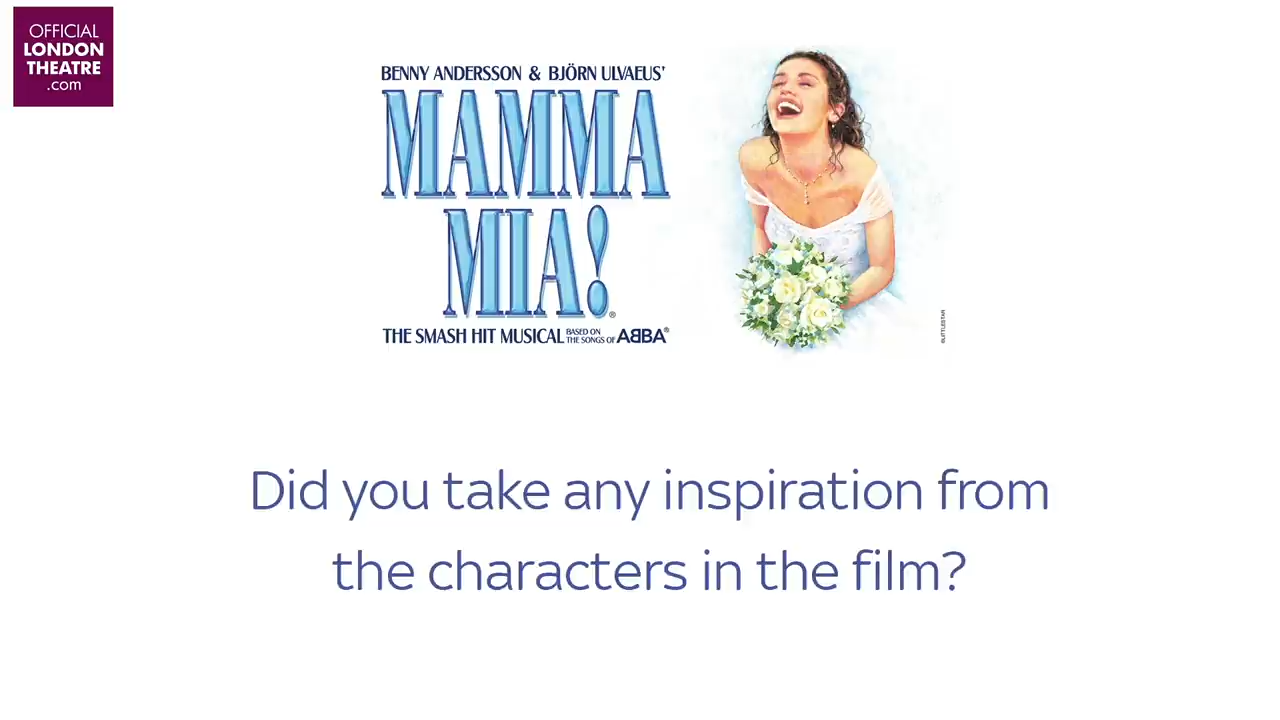 OFFICIAL
LONDON
THEATRE
.com
BENNY ANDERSSON & BJÖRN ULVAEUS'
MAMMA
MIA!®
THE SMASH HIT MUSICAL BASED ON THE SONGS OF ABBA®
©LITTLESTAR
Did you take any inspiration from
the characters in the film?